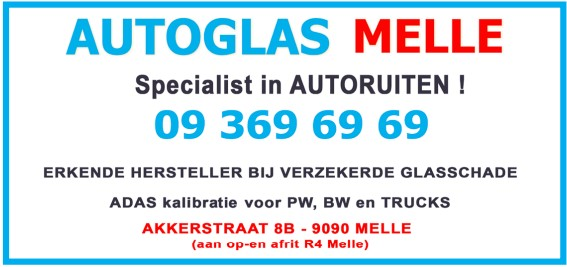 AUTOGLAS MELLE
Specialist in AUTORUITEN !
09 369 69 69
ERKENDE HERSTELLER BIJ VERZEKERDE GLASSCHADE
ADAS kalibratie voor PW, BW en TRUCKS
AKKERSTRAAT 8B - 9090 MELLE
(aan op-en afrit R4 Melle)